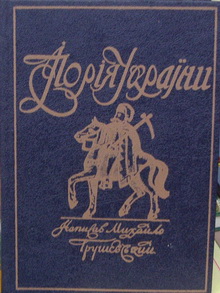 Історія України
Написав Михайло
Грушевський